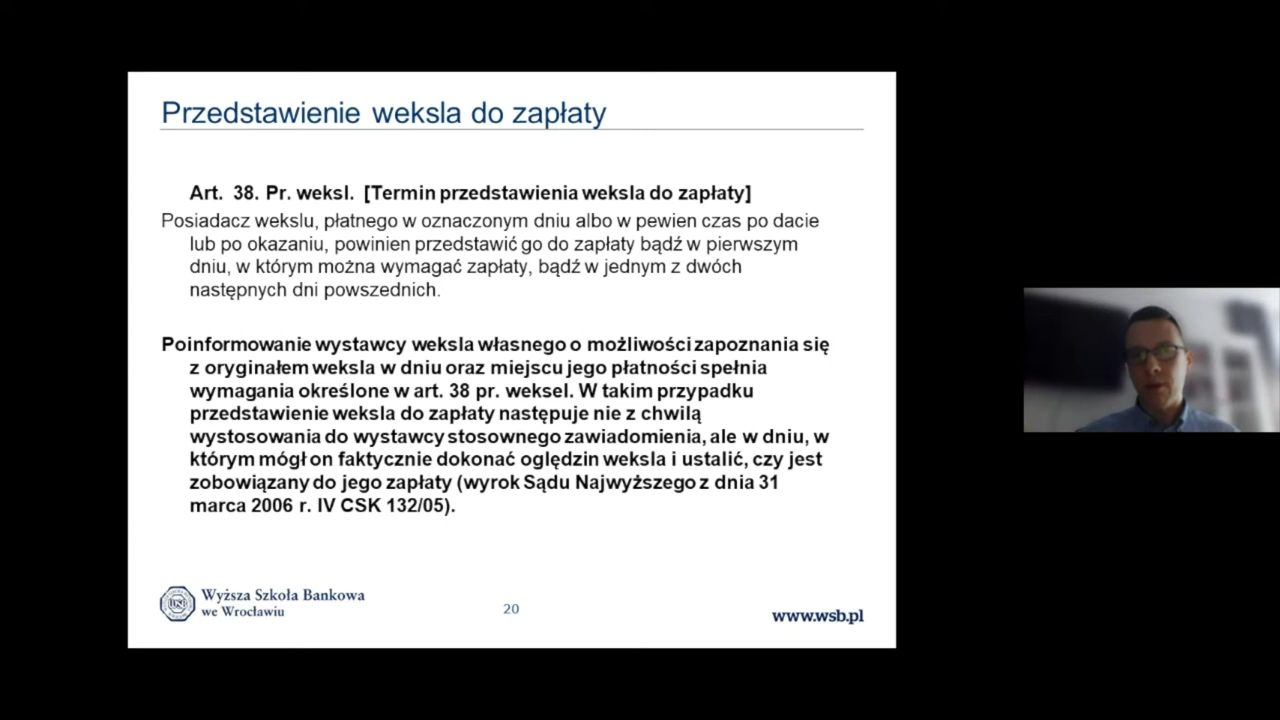 Przedstawienie weksla do zapłaty
Art. 38. Pr. weksl. [Termin przedstawienia weksla do zapłaty]
Posiadacz wekslu, płatnego w oznaczonym dniu albo w pewien czas po dacie
lub po okazaniu, powinien przedstawić go do zapłaty bądź w pierwszym
dniu, w którym można wymagać zapłaty, bądź w jednym z dwóch
następnych dni powszednich.
Poinformowanie wystawcy weksla własnego o możliwości zapoznania się
z oryginałem weksla w dniu oraz miejscu jego płatności spełnia
wymagania określone w art. 38 pr. weksel. W takim przypadku
przedstawienie weksla do zapłaty następuje nie z chwilą
wystosowania do wystawcy stosownego zawiadomienia, ale w dniu, w
którym mógł on faktycznie dokonać oględzin weksla i ustalić, czy jest
zobowiązany do jego zapłaty (wyrok Sądu Najwyższego z dnia 31
marca 2006 r. IV CSK 132/05).
WSB
Wyższa Szkoła Bankowa
we Wrocławiu
20
www.wsb.pl